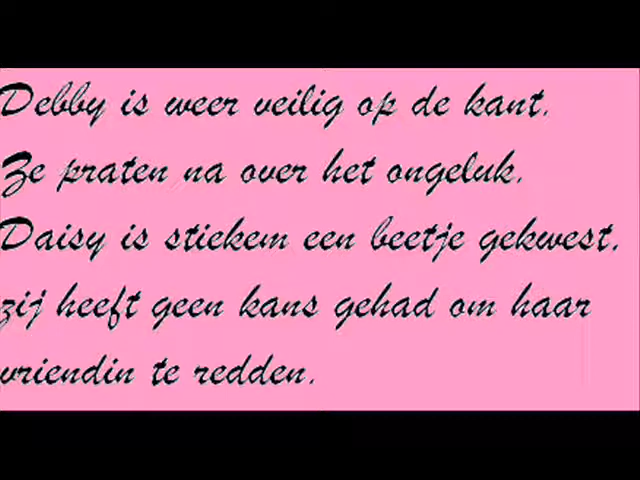 Debby is weer veilig op de kant.
Ze praten na over het ongeluk.
Daisy is stiekem een beetje gekwest.
zij heeft geen kans gehad om haar
vriendin te redden.